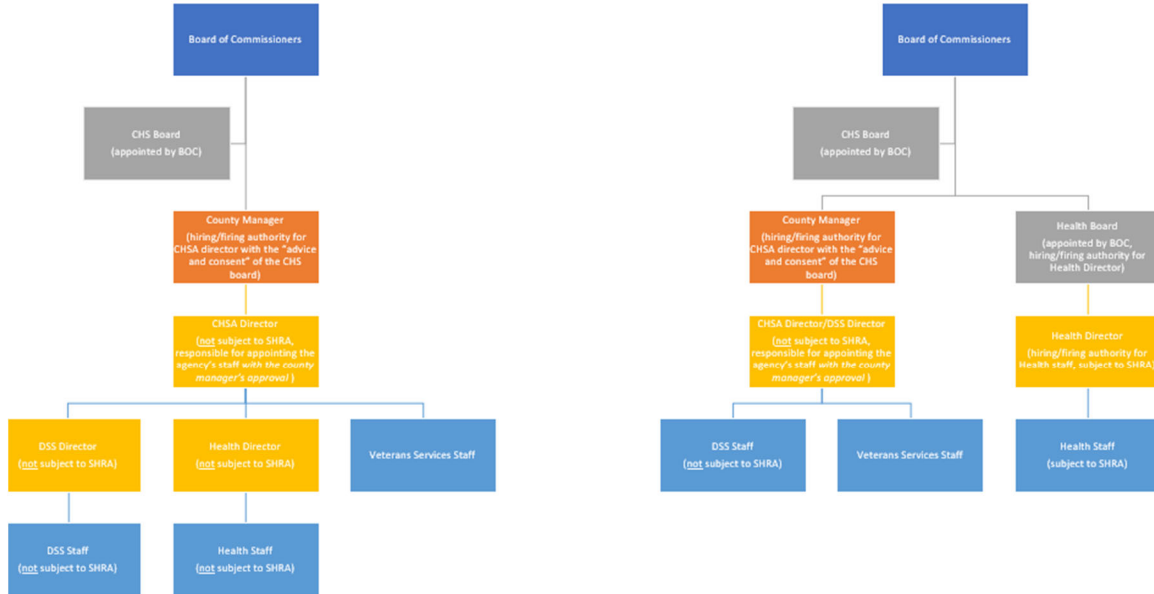 Board of Commissioners
CHS Board
(appointed by BOC)
County Manager
(hiring/firing authority for
CHSA director with the "advice
and consent" of the CHS
board)
CHSA Director
(not subject to SHRA,
responsible for appointing the
agency's staff with the county
manager's approval )
DSS Director
(not subject to SHRA)
Health Director
(not subject to SHRA)
Veterans Services Staff
DSS Staff
(not subject to SHRA)
Health Staff
(not subject to SHRA)
Board of Commissioners
CHS Board
(appointed by BOC)
County Manager
(hiring/firing authority for
CHSA director with the "advice
and consent" of the CHS
board)
Health Board
(appointed by BOC,
hiring/firing authority for
Health Director)
CHSA Director/DSS Director
(not subject to SHRA,
responsible for appointing the
agency's staff with the county
manager's approval )
Health Director
(hiring/firing authority for
Health staff, subject to SHRA)
DSS Staff
(not subject to SHRA)
Veterans Services Staff
Health Staff
(subject to SHRA)